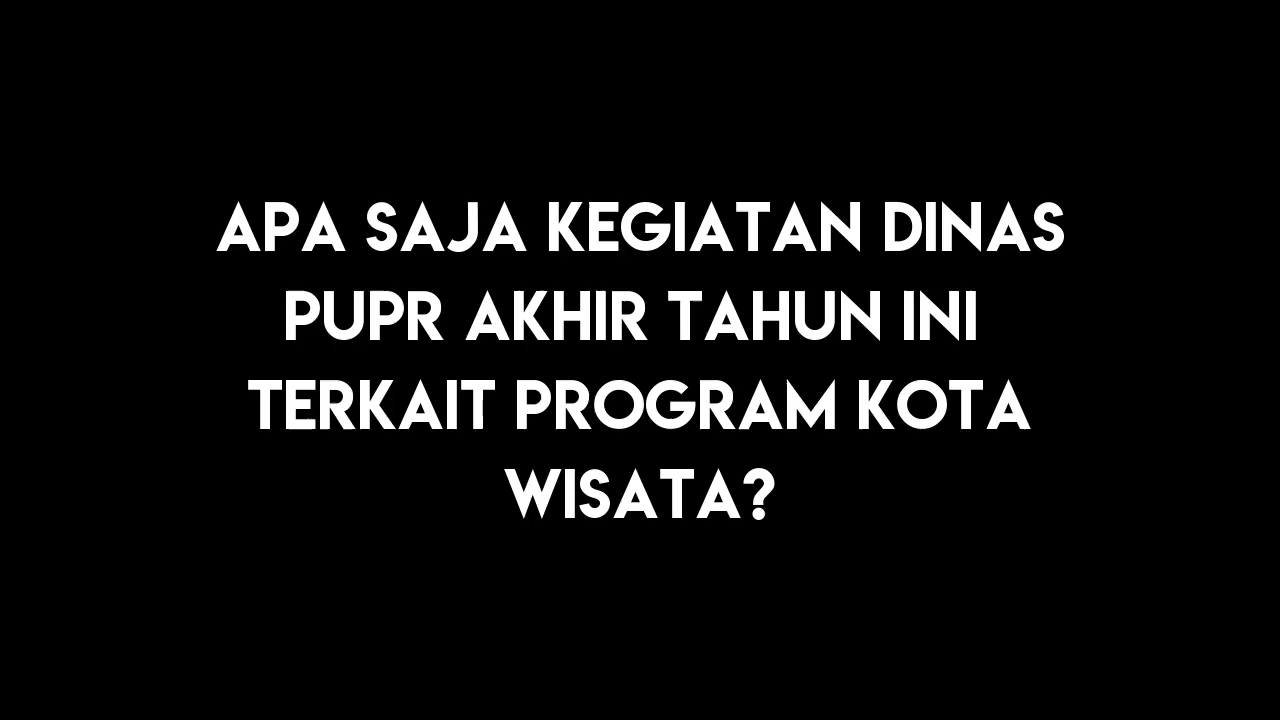 APA SAJA KEGIATAN DINAS
PUPR AKHIR TAHUN INI
TERKAIT PROGRAM KOTA
WISATA?